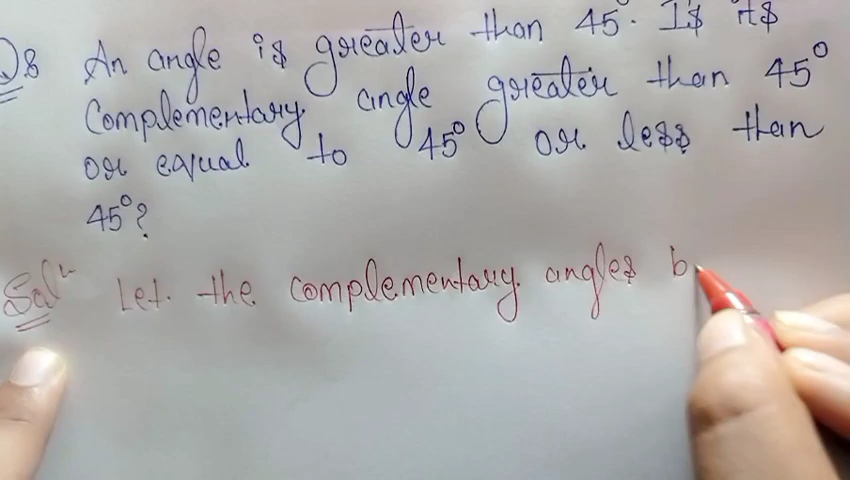 Q8 An angle is greater than 45°. Is its
complementary angle greater than 45°
or equal to 45° or less than
45°?
Solⁿ Let the complementary angles b